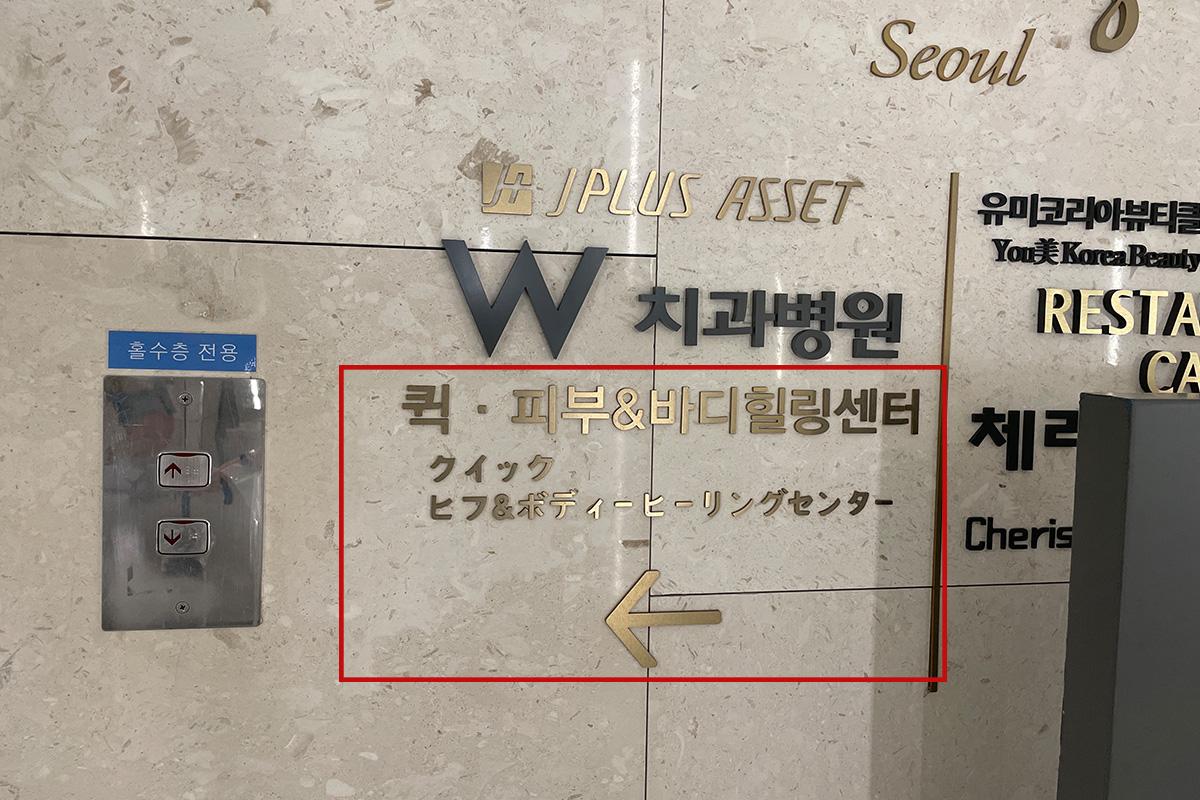 Seoul
J PLUS ASSET
W 치과병원
퀵 · 피부&바디힐링센터
クイック
ヒフ&ボディーヒーリングセンター
홀수층 전용
유미코리아뷰티클
You美 Korea Beauty
RESTA
CA
체리
Cheris